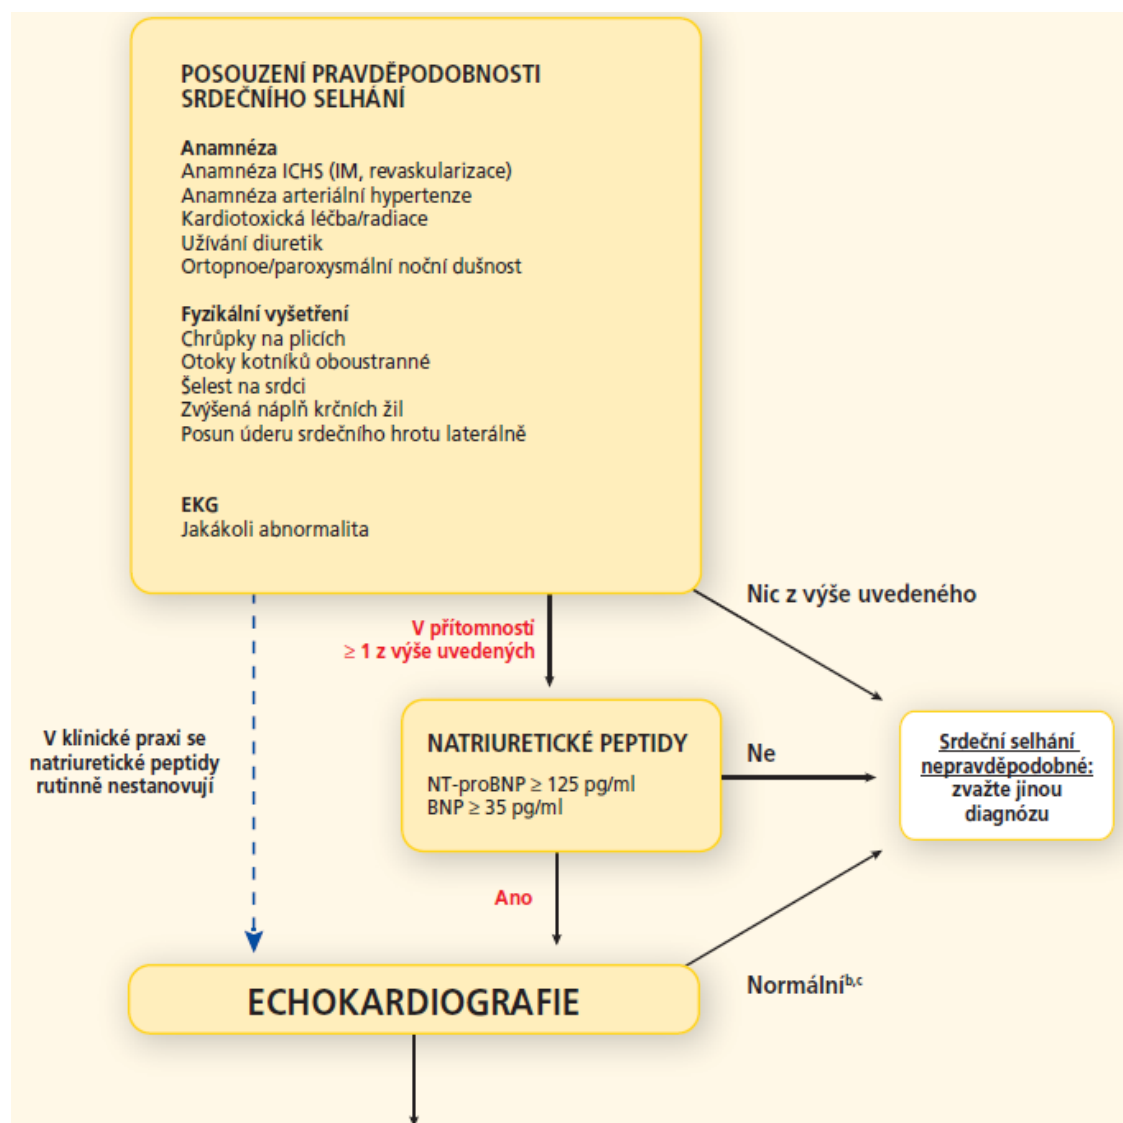 POSOUZENÍ PRAVDĚPODOBNOSTI
SRDEČNÍHO SELHÁNÍ
Anamnéza
Anamnéza ICHS (IM, revaskularizace)
Anamnéza arteriální hypertenze
Kardiotoxická léčba/radiace
Užívání diuretik
Ortopnoe/paroxysmální noční dušnost
Fyzikální vyšetření
Chrůpky na plicích
Otoky kotníků oboustranné
Šelest na srdci
Zvýšená náplň krčních žil
Posun úderu srdečního hrotu laterálně
EKG
Jakákoli abnormalita
Nic z výše uvedeného
V přítomnosti
≥ 1 z výše uvedených
V klinické praxi se
natriuretické peptidy
rutinně nestanovují
NATRIURETICKÉ PEPTIDY
NT-proBNP ≥ 125 pg/ml
BNP ≥ 35 pg/ml
Ne
Srdeční selhání
nepravděpodobné:
zvažte jinou
diagnózu
Ano
ECHOKARDIOGRAFIE
Normální^b,c